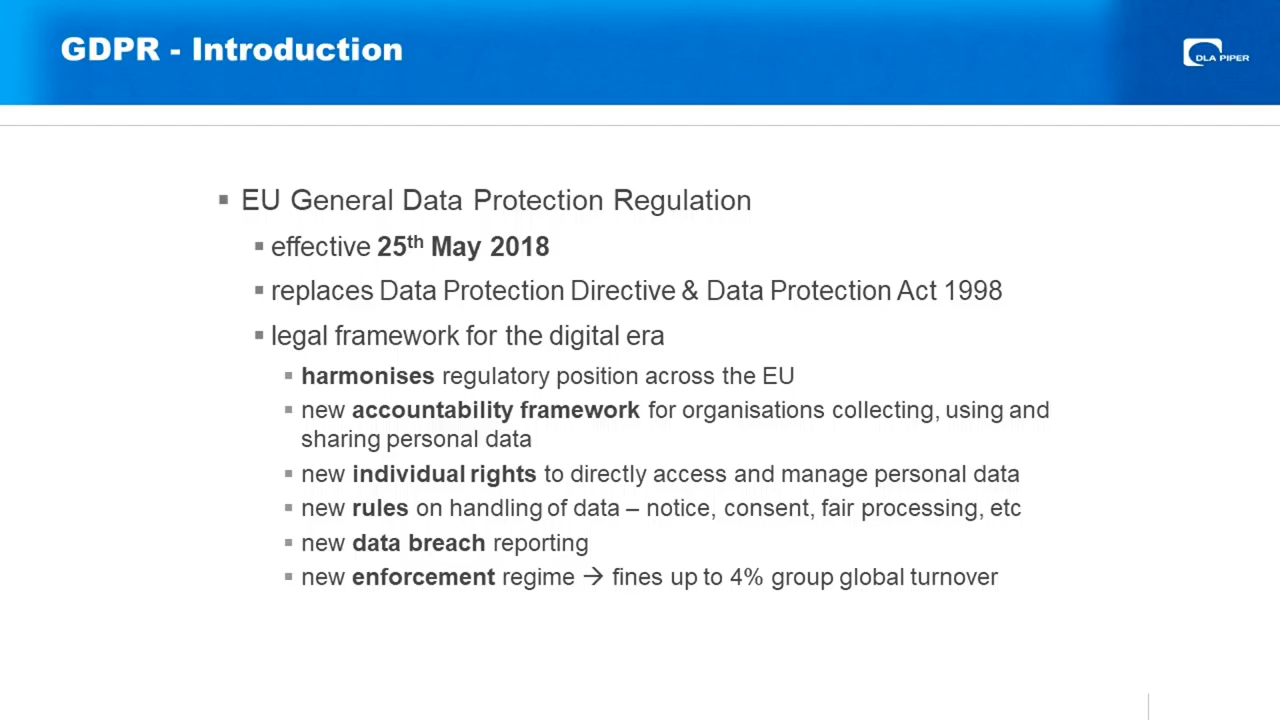 GDPR - Introduction
DLA PIPER
▪ EU General Data Protection Regulation
▪ effective 25th May 2018
▪ replaces Data Protection Directive & Data Protection Act 1998
▪ legal framework for the digital era
▪ harmonises regulatory position across the EU
▪ new accountability framework for organisations collecting, using and
sharing personal data
▪ new individual rights to directly access and manage personal data
▪ new rules on handling of data – notice, consent, fair processing, etc
▪ new data breach reporting
▪ new enforcement regime → fines up to 4% group global turnover